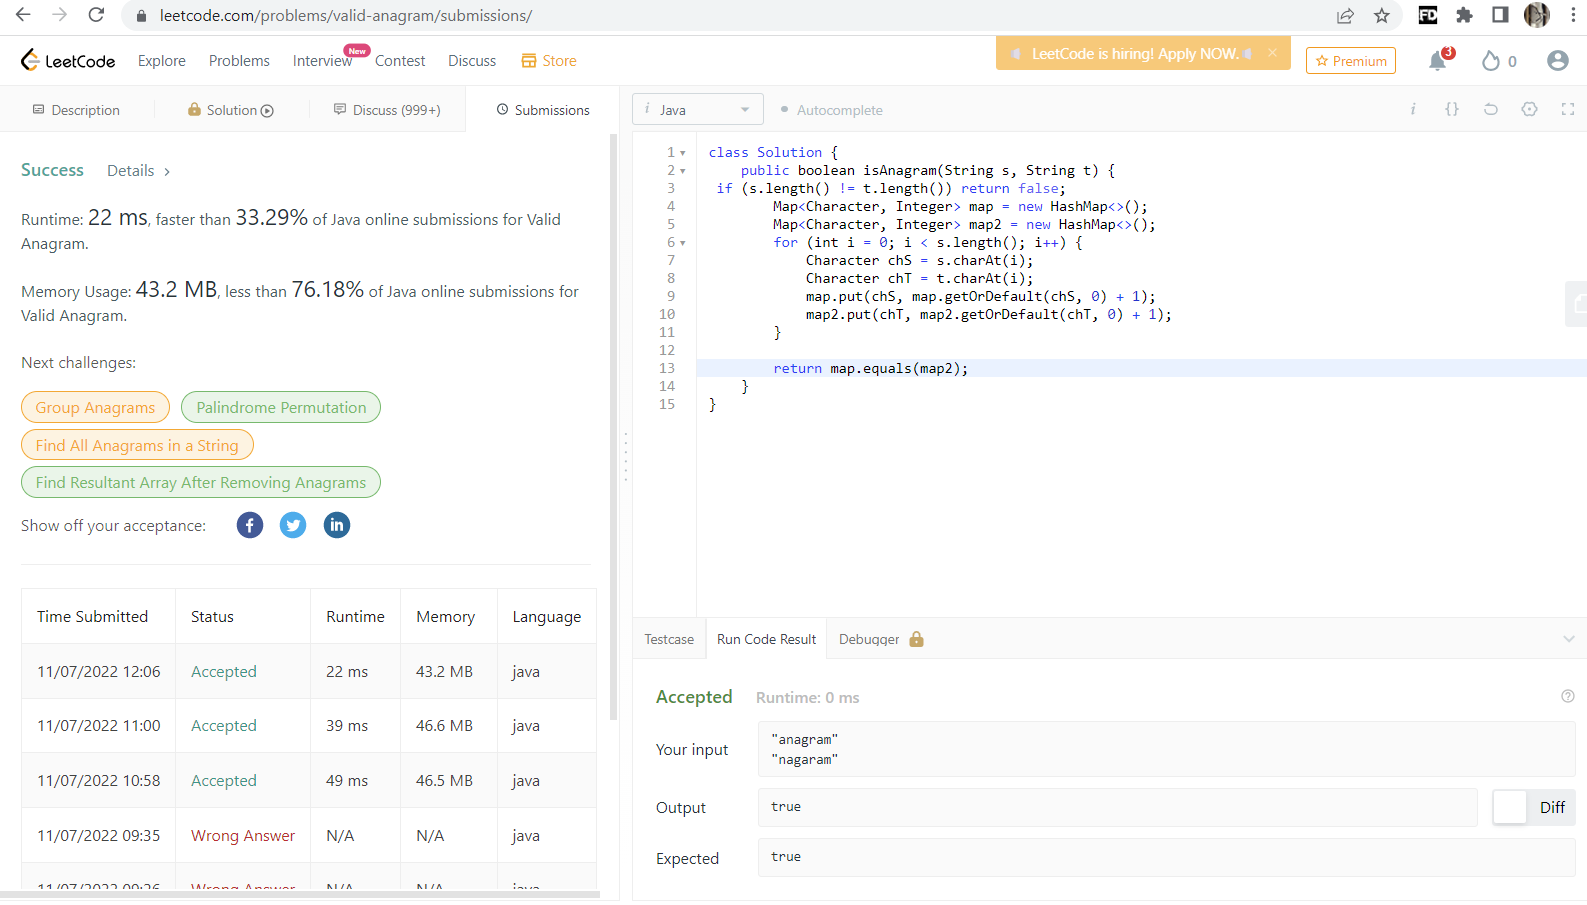 leetcode.com/problems/valid-anagram/submissions/
FD
LeetCode
Explore
Problems
Interview
New
Contest
Discuss
Store
LeetCode is hiring! Apply NOW.
×
Premium
3
0
Description
Solution
Discuss (999+)
Submissions
i Java
Autocomplete
i
{}
Success
Details >
Runtime: 22 ms, faster than 33.29% of Java online submissions for Valid
Anagram.
Memory Usage: 43.2 MB, less than 76.18% of Java online submissions for
Valid Anagram.
Next challenges:
Group Anagrams
Palindrome Permutation
Find All Anagrams in a String
Find Resultant Array After Removing Anagrams
Show off your acceptance:
f
in
Time Submitted Status Runtime Memory Language
11/07/2022 12:06 Accepted 22 ms 43.2 MB java
11/07/2022 11:00 Accepted 39 ms 46.6 MB java
11/07/2022 10:58 Accepted 49 ms 46.5 MB java
11/07/2022 09:35 Wrong Answer N/A N/A java
11/07/2022 09:26 Wrong Answer N/A N/A java
1 class Solution {
2 public boolean isAnagram(String s, String t) {
3 if (s.length() != t.length()) return false;
4 Map<Character, Integer> map = new HashMap<>();
5 Map<Character, Integer> map2 = new HashMap<>();
6 for (int i = 0; i < s.length(); i++) {
7 Character chS = s.charAt(i);
8 Character chT = t.charAt(i);
9 map.put(chS, map.getOrDefault(chS, 0) + 1);
10 map2.put(chT, map2.getOrDefault(chT, 0) + 1);
11 }
12
13 return map.equals(map2);
14 }
15 }
Testcase
Run Code Result
Debugger
Accepted
Runtime: 0 ms
?
Your input
"anagram"
"nagaram"
Output
true
Diff
Expected
true